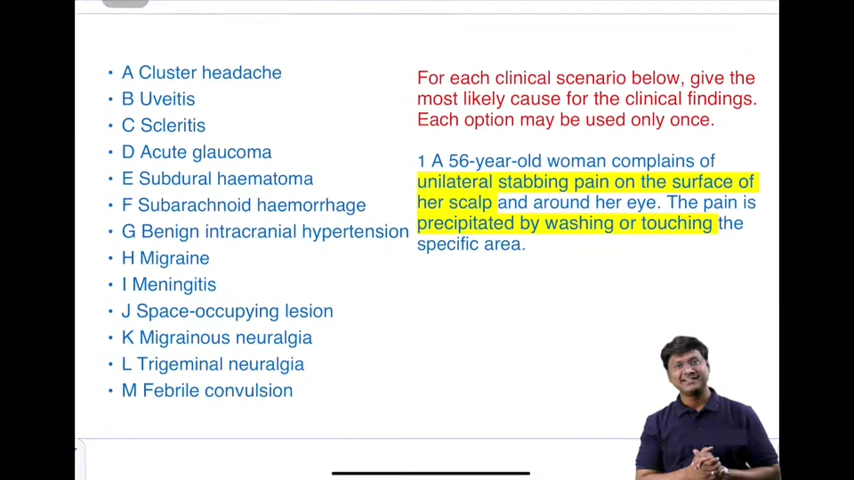 • A Cluster headache
• B Uveitis
• C Scleritis
• D Acute glaucoma
• E Subdural haematoma
• F Subarachnoid haemorrhage
• G Benign intracranial hypertension
• H Migraine
• I Meningitis
• J Space-occupying lesion
• K Migrainous neuralgia
• L Trigeminal neuralgia
• M Febrile convulsion
For each clinical scenario below, give the
most likely cause for the clinical findings.
Each option may be used only once.
1 A 56-year-old woman complains of
unilateral stabbing pain on the surface of
her scalp and around her eye. The pain is
precipitated by washing or touching the
specific area.